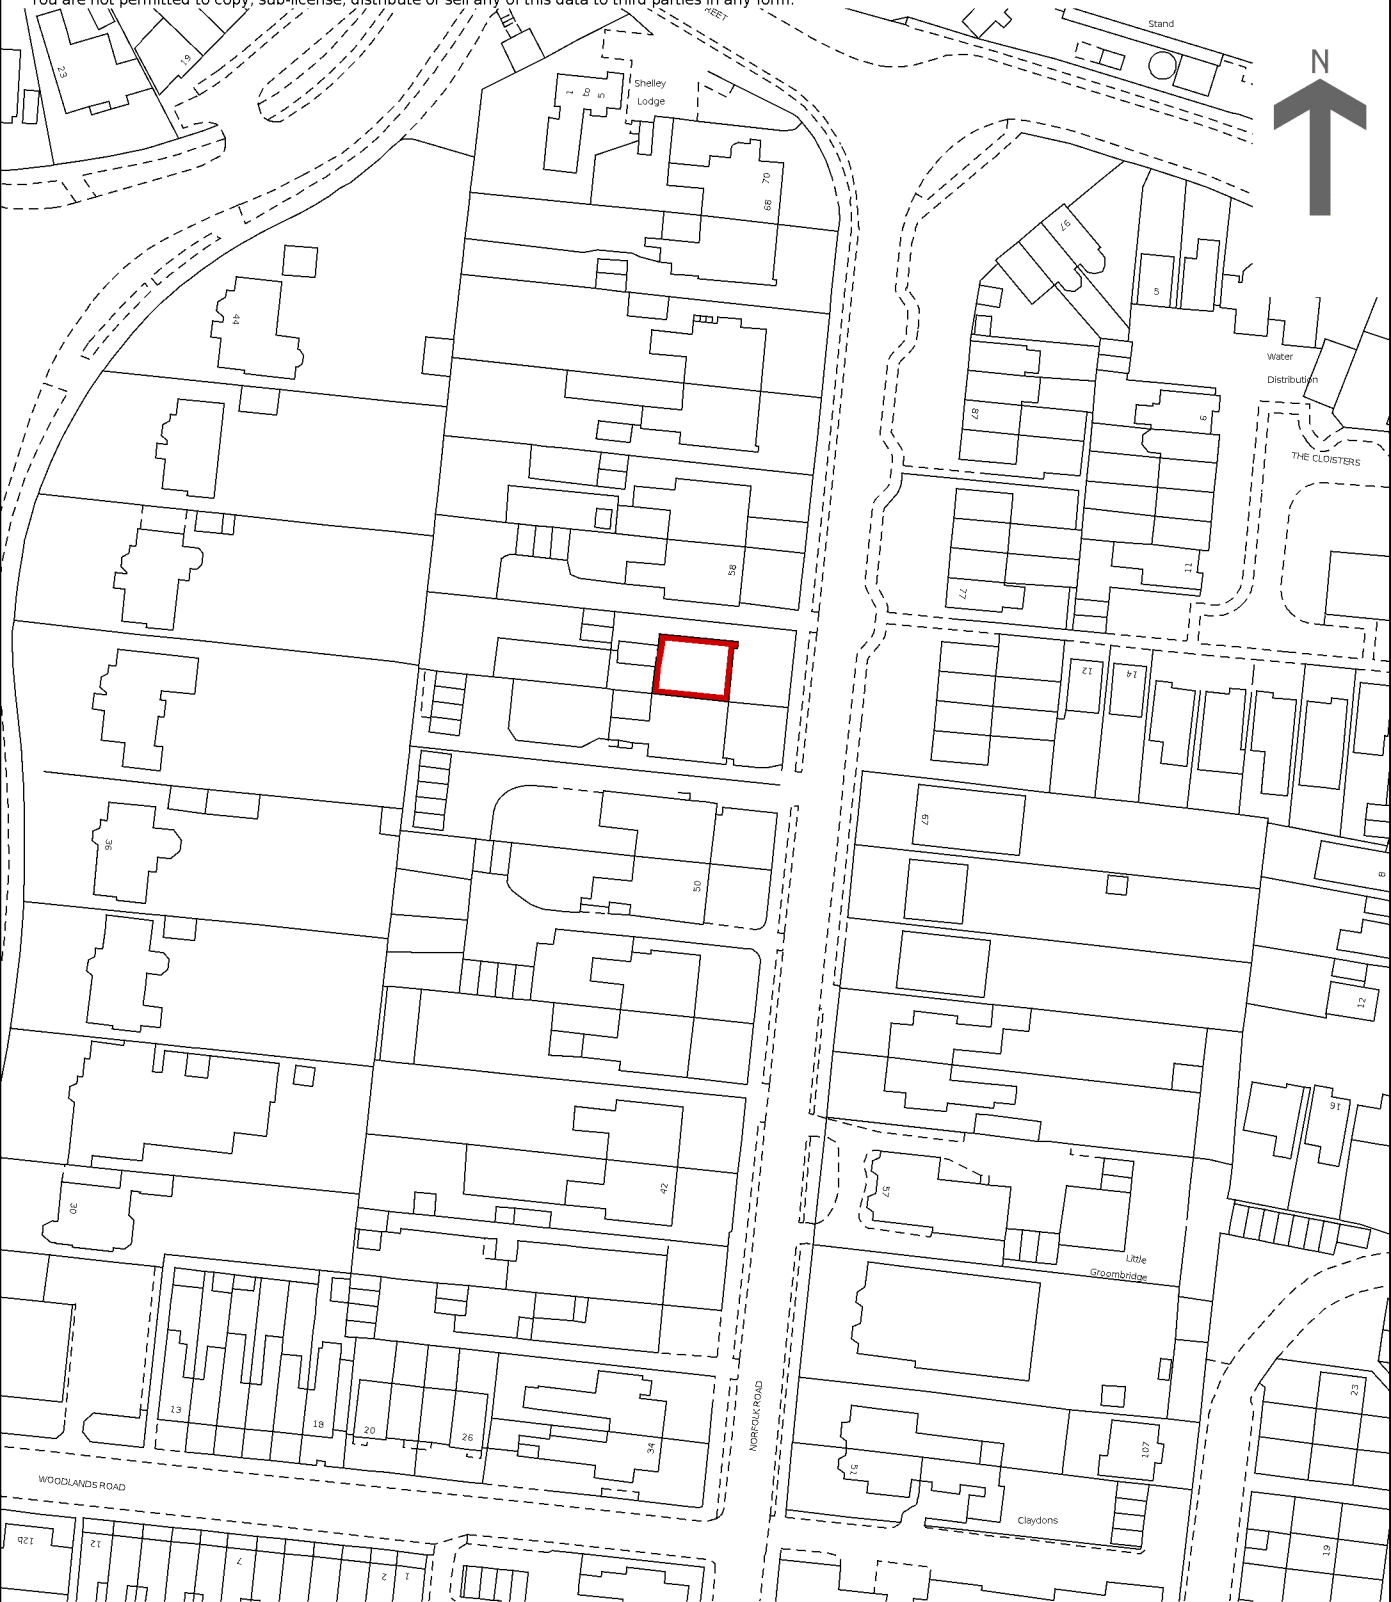 You are not permitted to copy, sub-license, distribute or sell any of this data to third parties in any form.
REET
Stand
N
23
19
1
5
Shelley
Lodge
70
68
97
5
44
Water
Distribution
87
9
THE CLOISTERS
58
11
77
12
14
67
36
50
8
12
16
42
57
30
Little
Groombridge
13
18
20
26
34
NORFOLK ROAD
51
107
23
WOODLANDS ROAD
Claydons
12b
12
7
2
1
19